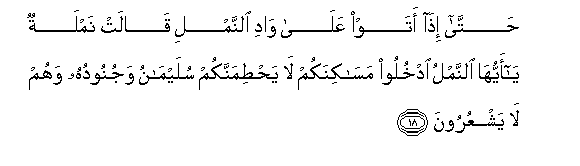 حَتَّىٰٓ إِذَآ أَتَوْا۟ عَلَىٰ وَادِ ٱلنَّمْلِ قَالَتْ نَمْلَةٌ
يَـٰٓأَيُّهَا ٱلنَّمْلُ ٱدْخُلُوا۟ مَسَـٰكِنَكُمْ لَا يَحْطِمَنَّكُمْ سُلَيْمَـٰنُ وَجُنُودُهُۥ وَهُمْ
لَا يَشْعُرُونَ ١٨